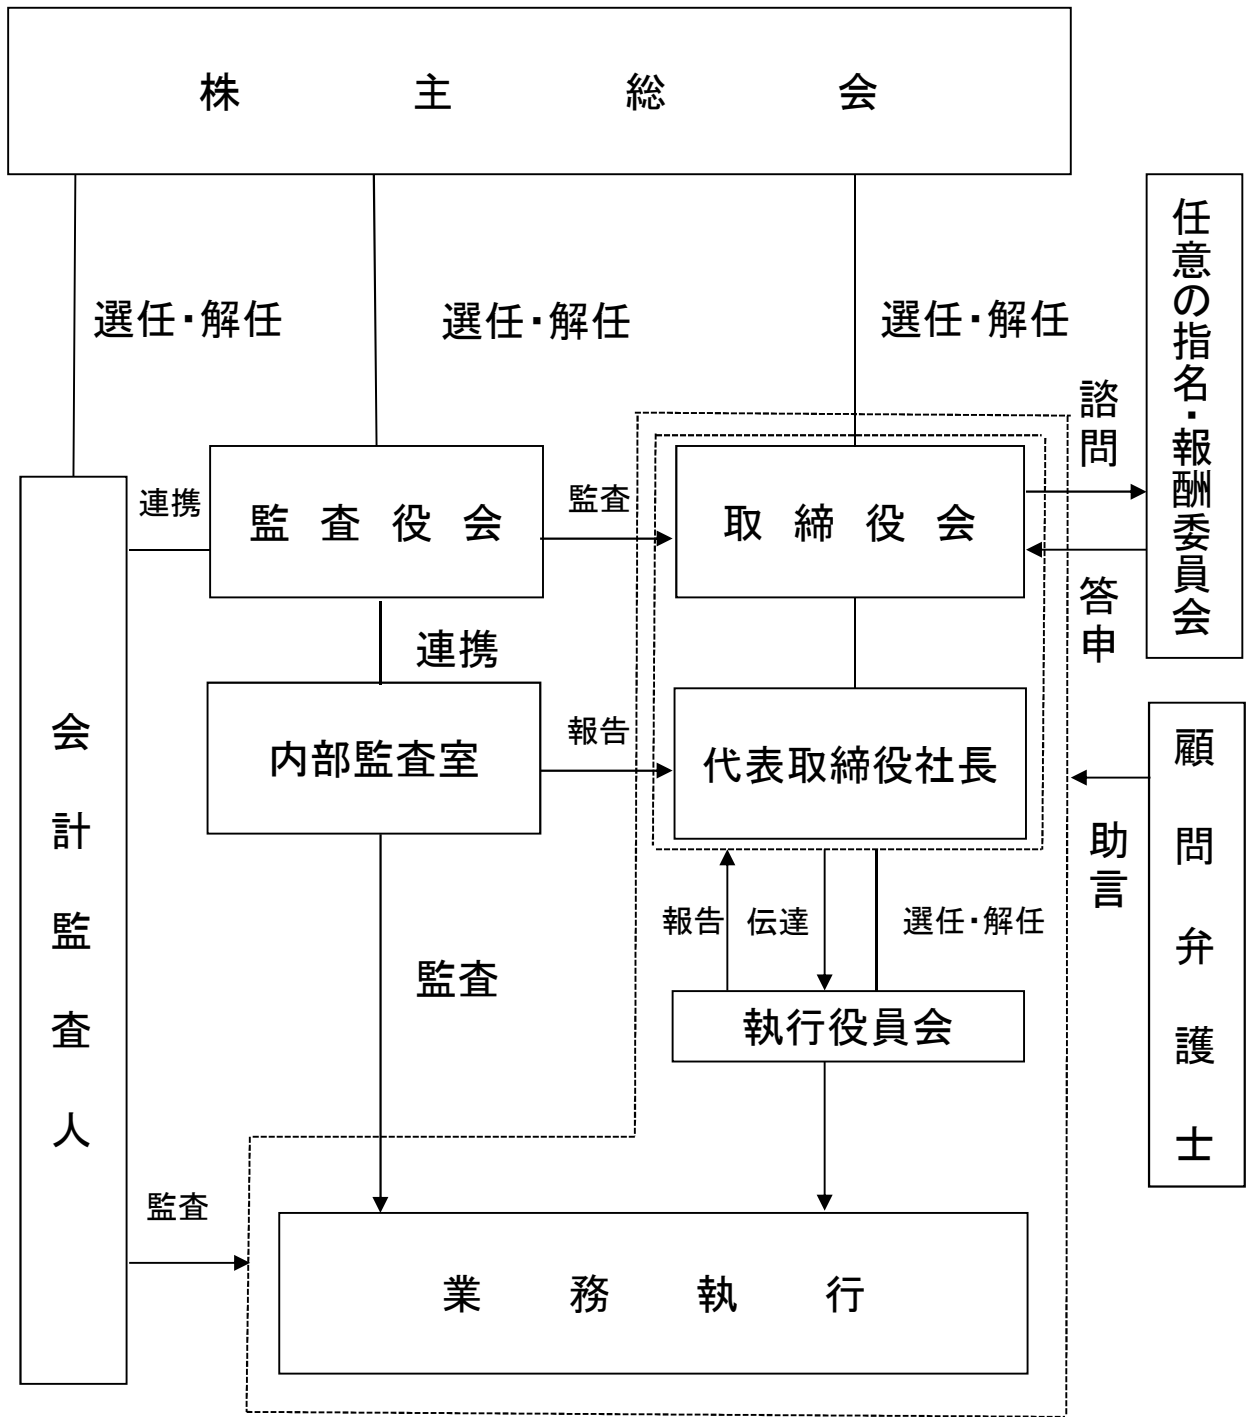 株主総会
選任・解任
選任・解任
選任・解任
任意の指名・報酬委員会
諮問
答申
連携
監査役会
監査
取締役会
連携
会計監査人
内部監査室
報告
代表取締役社長
顧問弁護士
助言
報告
伝達
選任・解任
監査
執行役員会
監査
業務執行